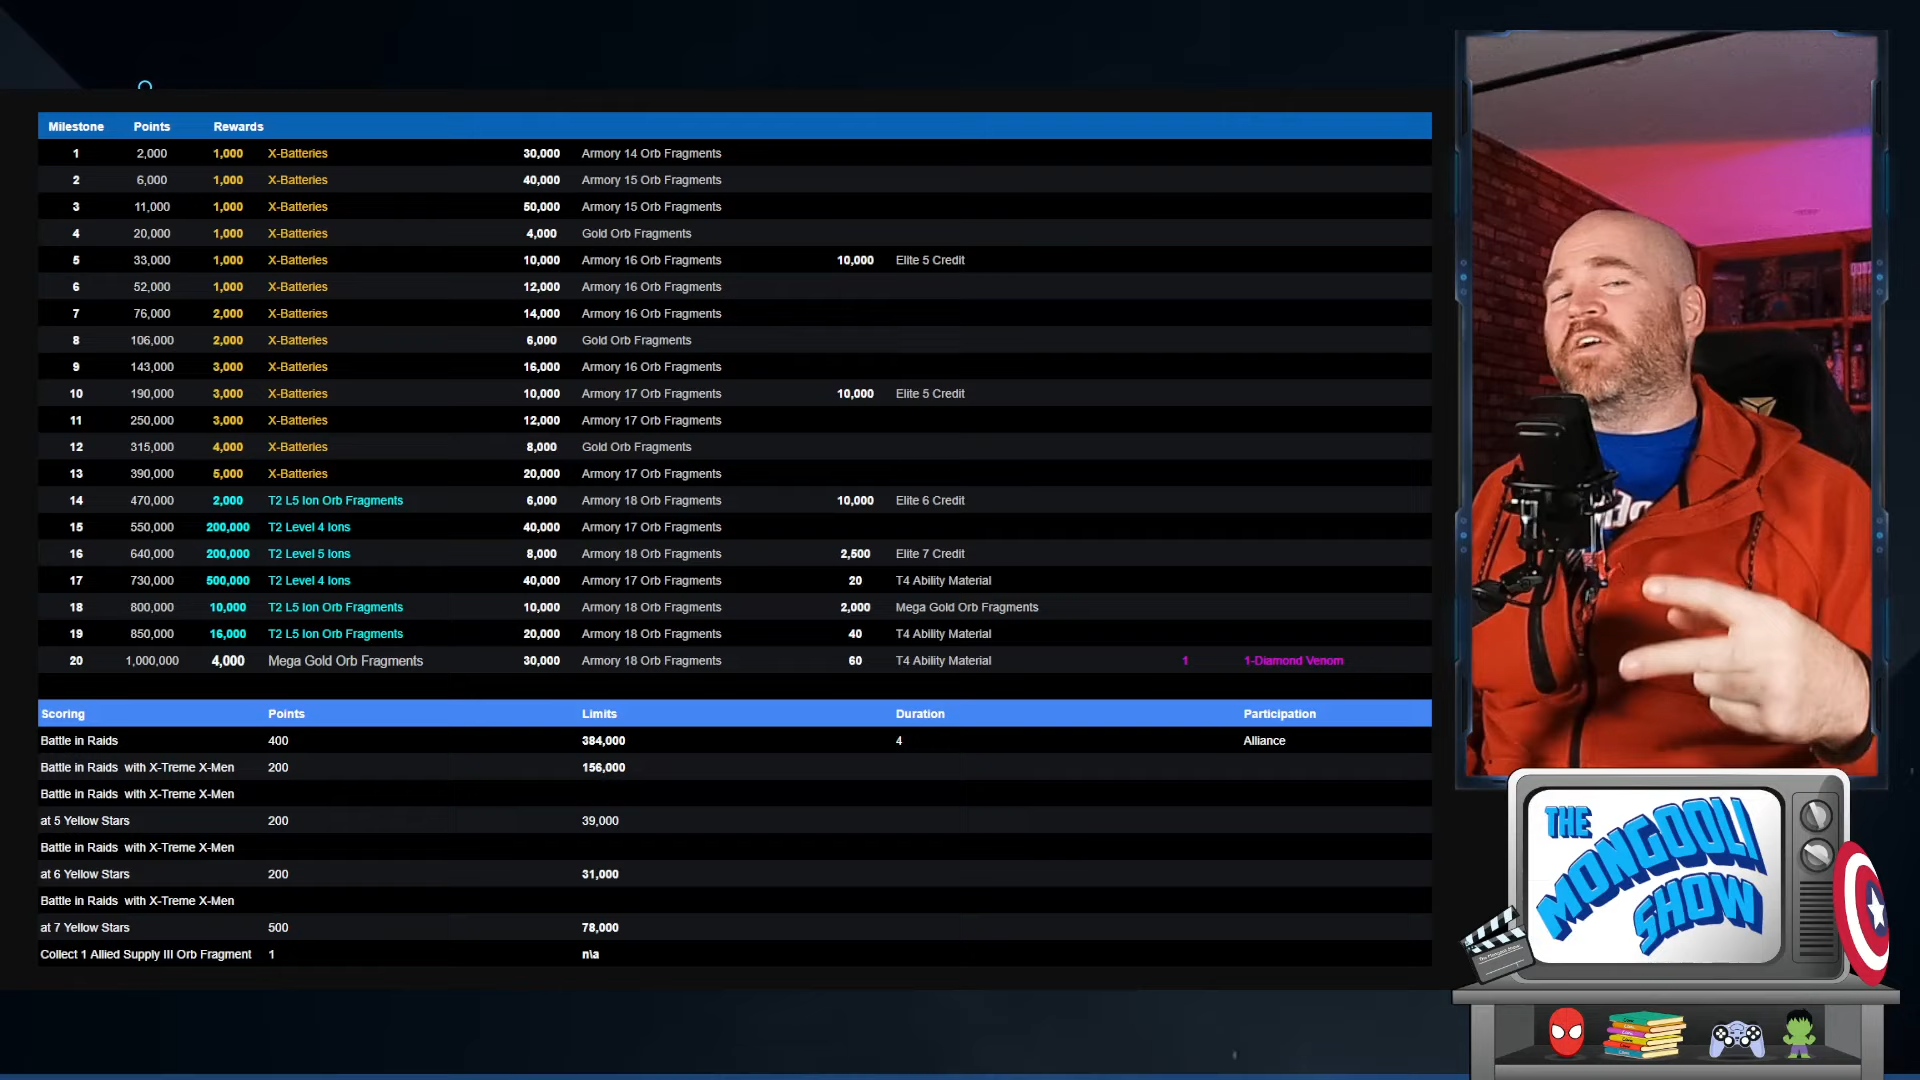 Milestone Points Rewards
1 2,000 1,000 X-Batteries 30,000 Armory 14 Orb Fragments
2 6,000 1,000 X-Batteries 40,000 Armory 15 Orb Fragments
3 11,000 1,000 X-Batteries 50,000 Armory 15 Orb Fragments
4 20,000 1,000 X-Batteries 4,000 Gold Orb Fragments
5 33,000 1,000 X-Batteries 10,000 Armory 16 Orb Fragments 10,000 Elite 5 Credit
6 52,000 1,000 X-Batteries 12,000 Armory 16 Orb Fragments
7 76,000 2,000 X-Batteries 14,000 Armory 16 Orb Fragments
8 106,000 2,000 X-Batteries 6,000 Gold Orb Fragments
9 143,000 3,000 X-Batteries 16,000 Armory 16 Orb Fragments
10 190,000 3,000 X-Batteries 10,000 Armory 17 Orb Fragments 10,000 Elite 5 Credit
11 250,000 3,000 X-Batteries 12,000 Armory 17 Orb Fragments
12 315,000 4,000 X-Batteries 8,000 Gold Orb Fragments
13 390,000 5,000 X-Batteries 20,000 Armory 17 Orb Fragments
14 470,000 2,000 T2 L5 Ion Orb Fragments 6,000 Armory 18 Orb Fragments 10,000 Elite 6 Credit
15 550,000 200,000 T2 Level 4 Ions 40,000 Armory 17 Orb Fragments
16 640,000 200,000 T2 Level 5 Ions 8,000 Armory 18 Orb Fragments 2,500 Elite 7 Credit
17 730,000 500,000 T2 Level 4 Ions 40,000 Armory 17 Orb Fragments 20 T4 Ability Material
18 800,000 10,000 T2 L5 Ion Orb Fragments 10,000 Armory 18 Orb Fragments 2,000 Mega Gold Orb Fragments
19 850,000 16,000 T2 L5 Ion Orb Fragments 20,000 Armory 18 Orb Fragments 40 T4 Ability Material
20 1,000,000 4,000 Mega Gold Orb Fragments 30,000 Armory 18 Orb Fragments 60 T4 Ability Material 1 1-Diamond Venom
Scoring Points Limits Duration Participation
Battle in Raids 400 384,000 4 Alliance
Battle in Raids with X-Treme X-Men 200 156,000
Battle in Raids with X-Treme X-Men
at 5 Yellow Stars 200 39,000
Battle in Raids with X-Treme X-Men
at 6 Yellow Stars 200 31,000
Battle in Raids with X-Treme X-Men
at 7 Yellow Stars 500 78,000
Collect 1 Allied Supply III Orb Fragment 1 n\a
THE
MONGOOLI
SHOW